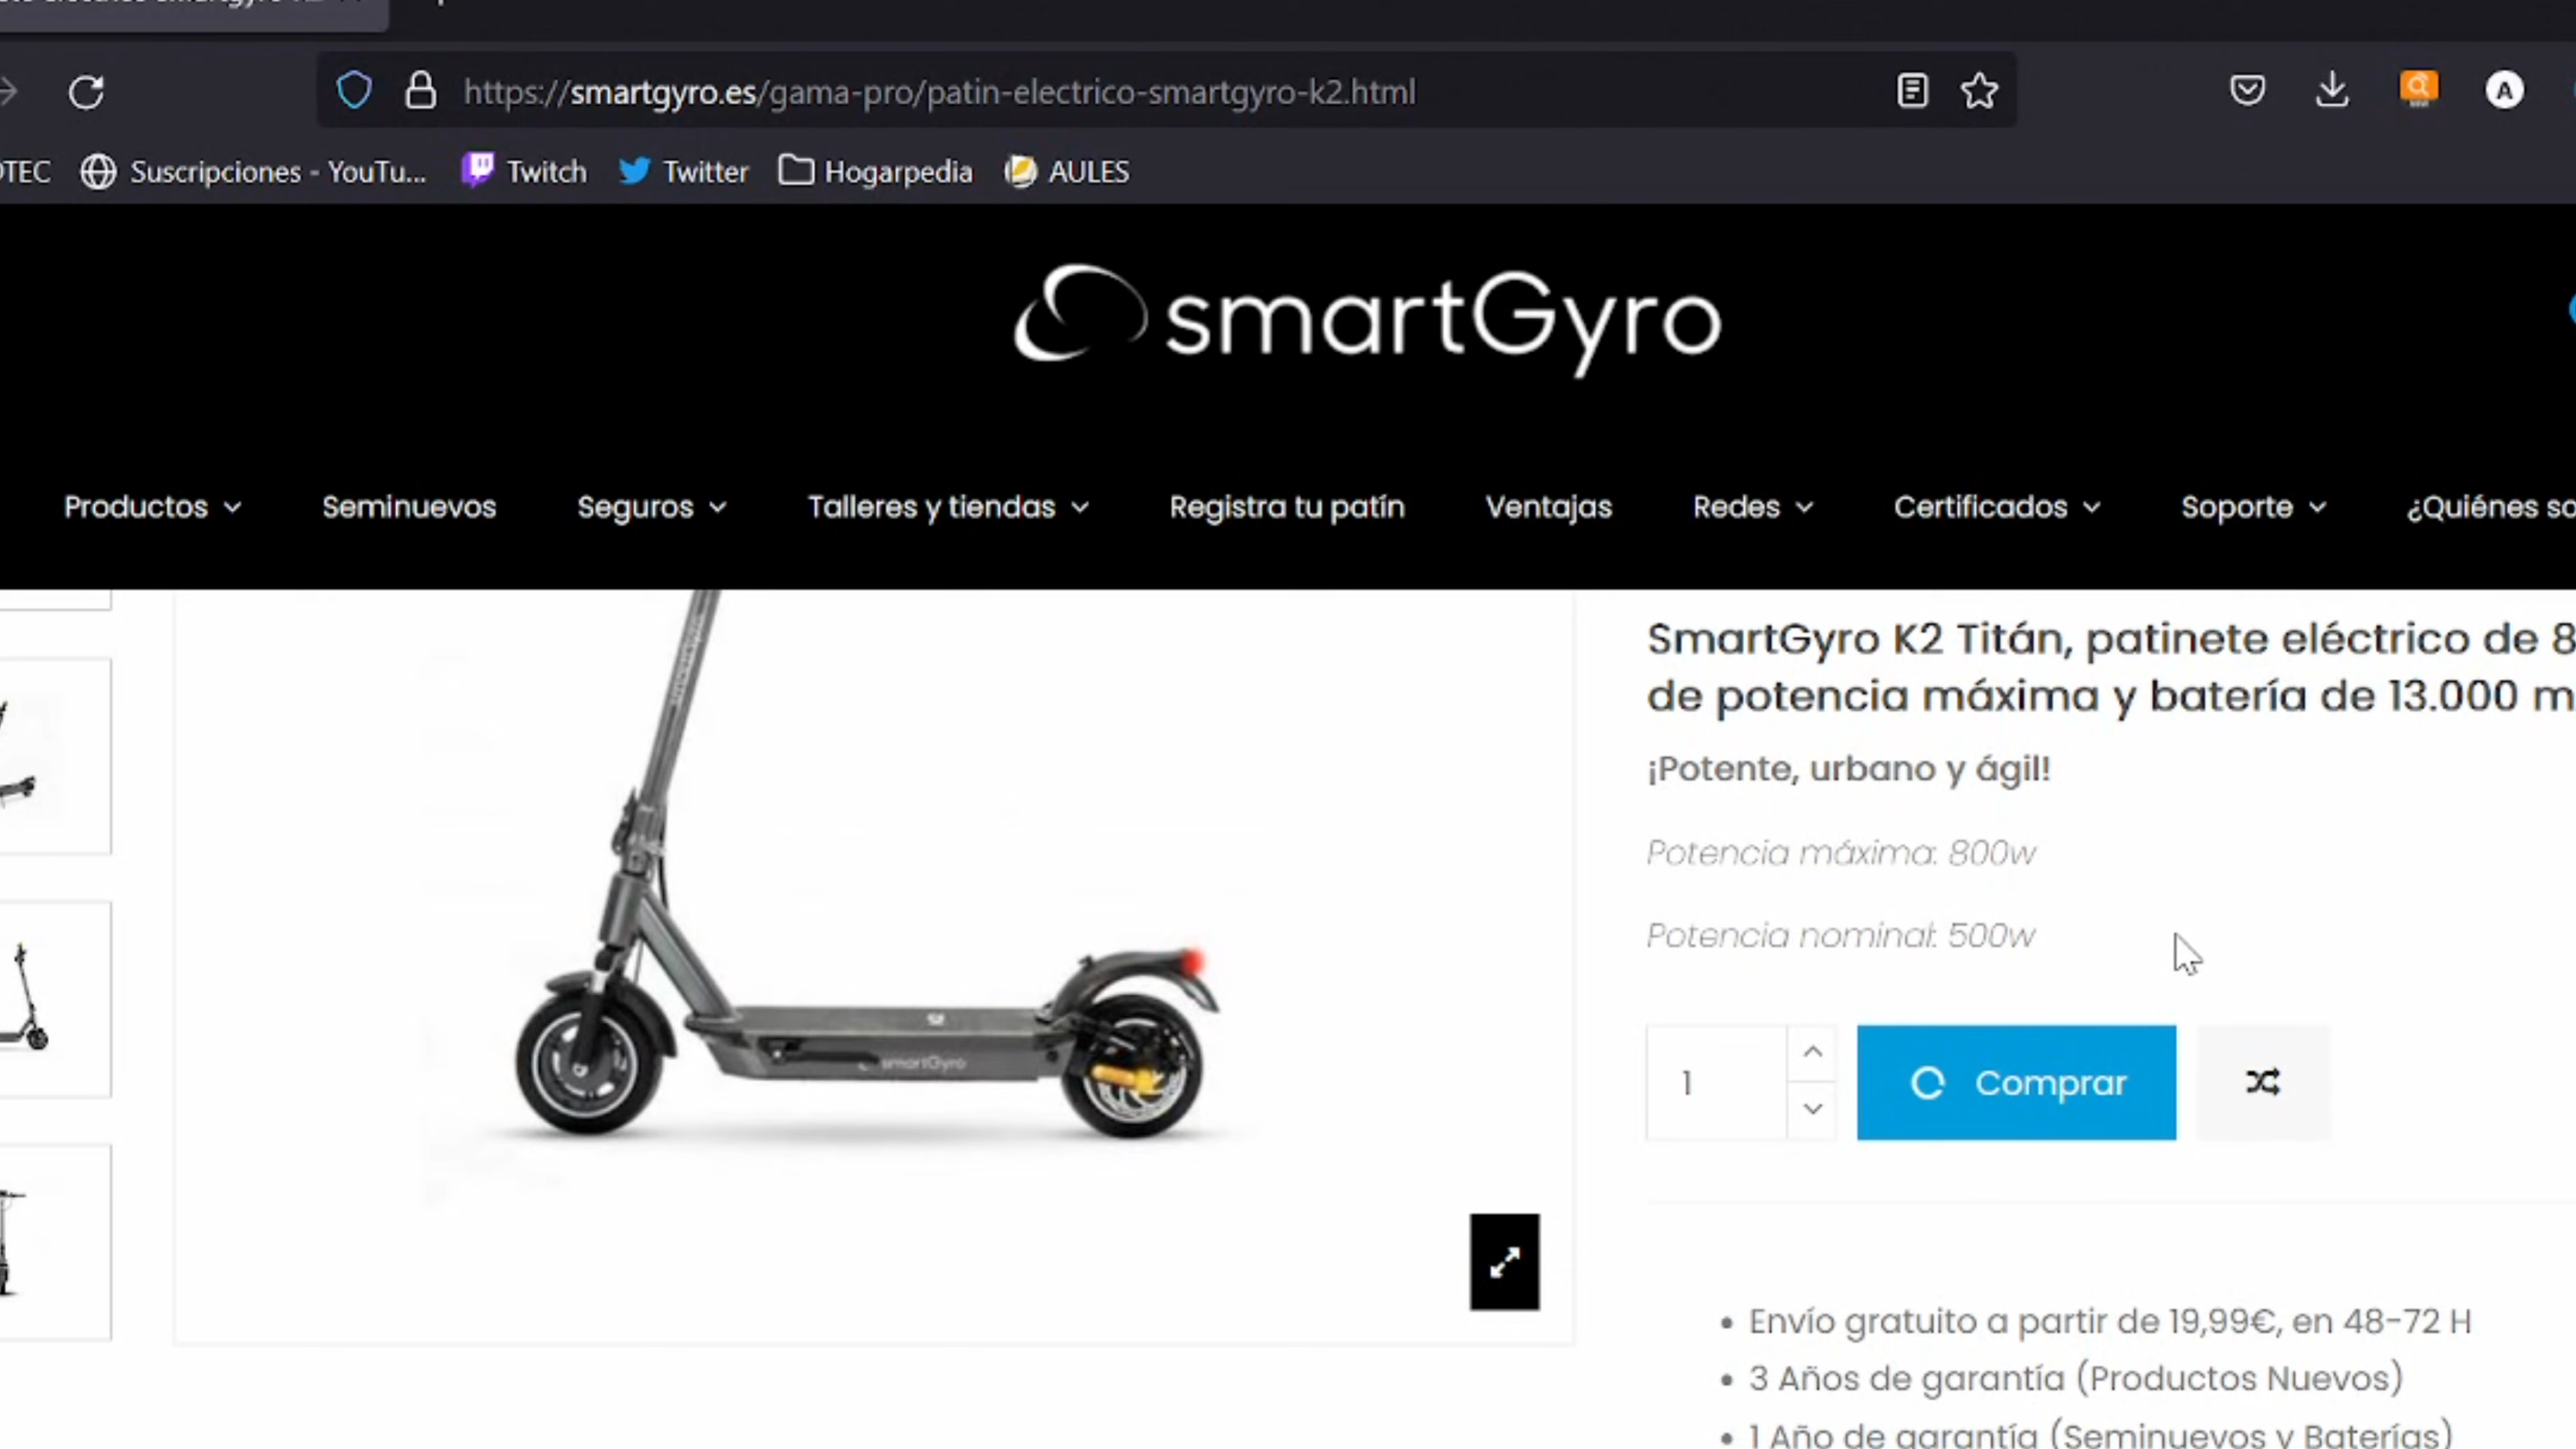 https://smartgyro.es/gama-pro/patin-electrico-smartgyro-k2.html
Suscripciones - YouTu... Twitch Twitter Hogarpedia AULES
smartGyro
Productos Seminuevos Seguros Talleres y tiendas Registra tu patín Ventajas Redes Certificados Soporte ¿Quiénes
SmartGyro K2 Titán, patinete eléctrico de
de potencia máxima y batería de 13.000
¡Potente, urbano y ágil!
Potencia máxima: 800w
Potencia nominal: 500w
1
Comprar
smartGyro
Envío gratuito a partir de 19,99€, en 48-72 H
3 Años de garantía (Productos Nuevos)
1 Año de garantía (Seminuevos y Baterías)